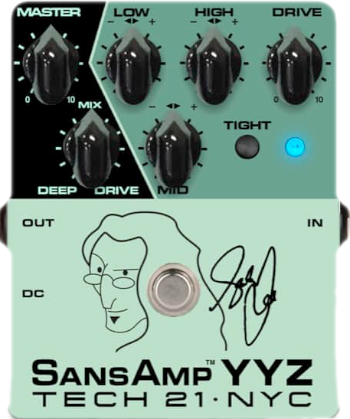 MASTER LOW HIGH DRIVE
- + - +
0 10 0 10
MIX - +
TIGHT
DEEP DRIVE MID
OUT IN
DC
SANSAMP™ YYZ
TECH 21·NYC